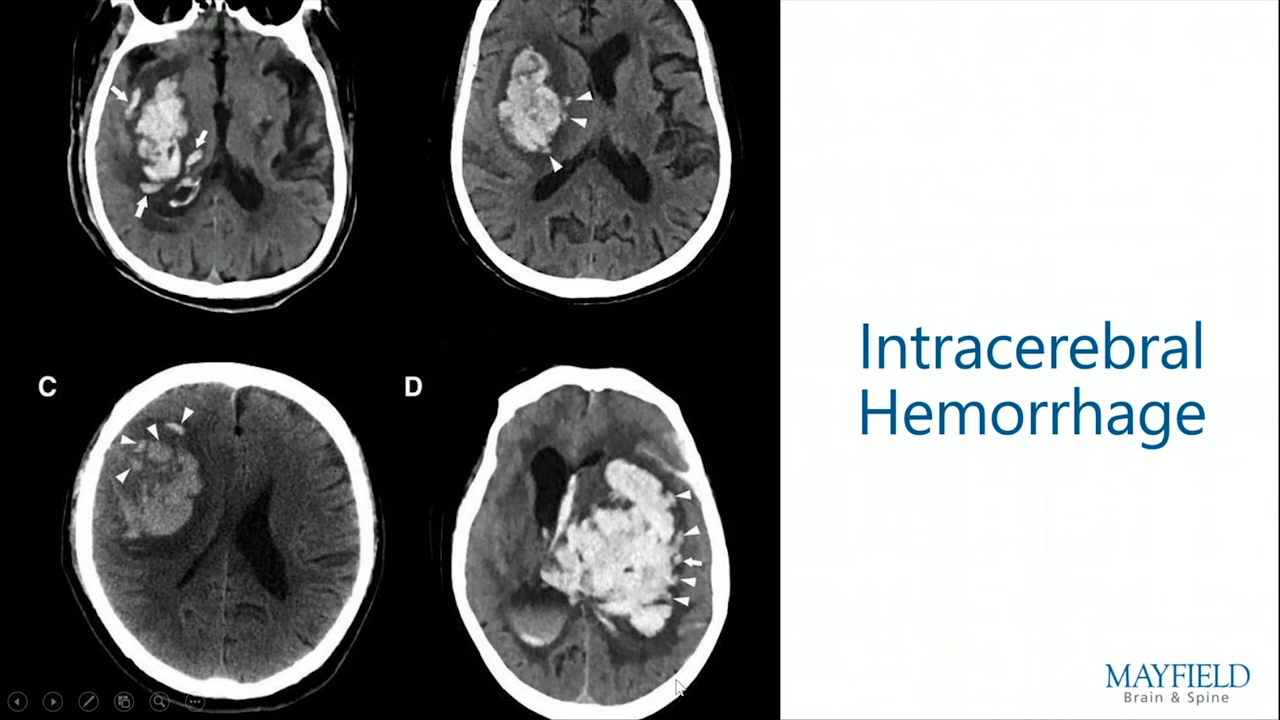 C
D
Intracerebral
Hemorrhage
MAYFIELD
Brain & Spine